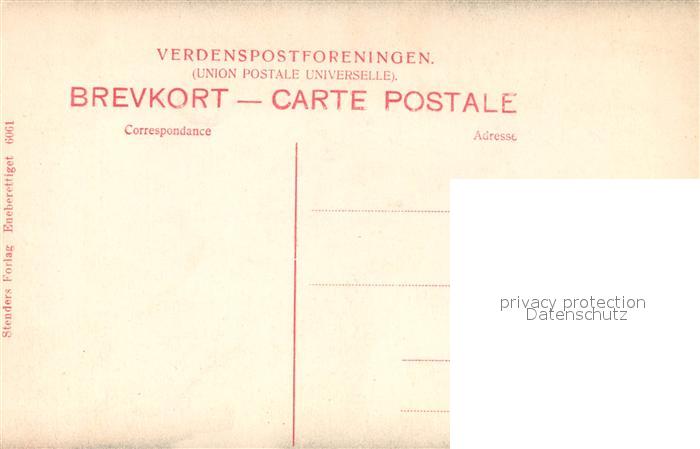 VERDENSPOSTFORENINGEN.
(UNION POSTALE UNIVERSELLE).
BREVKORT — CARTE POSTALE
Correspondance
Adresse
Stenders Forlag Eneberettiget 6061
privacy protection
Datenschutz